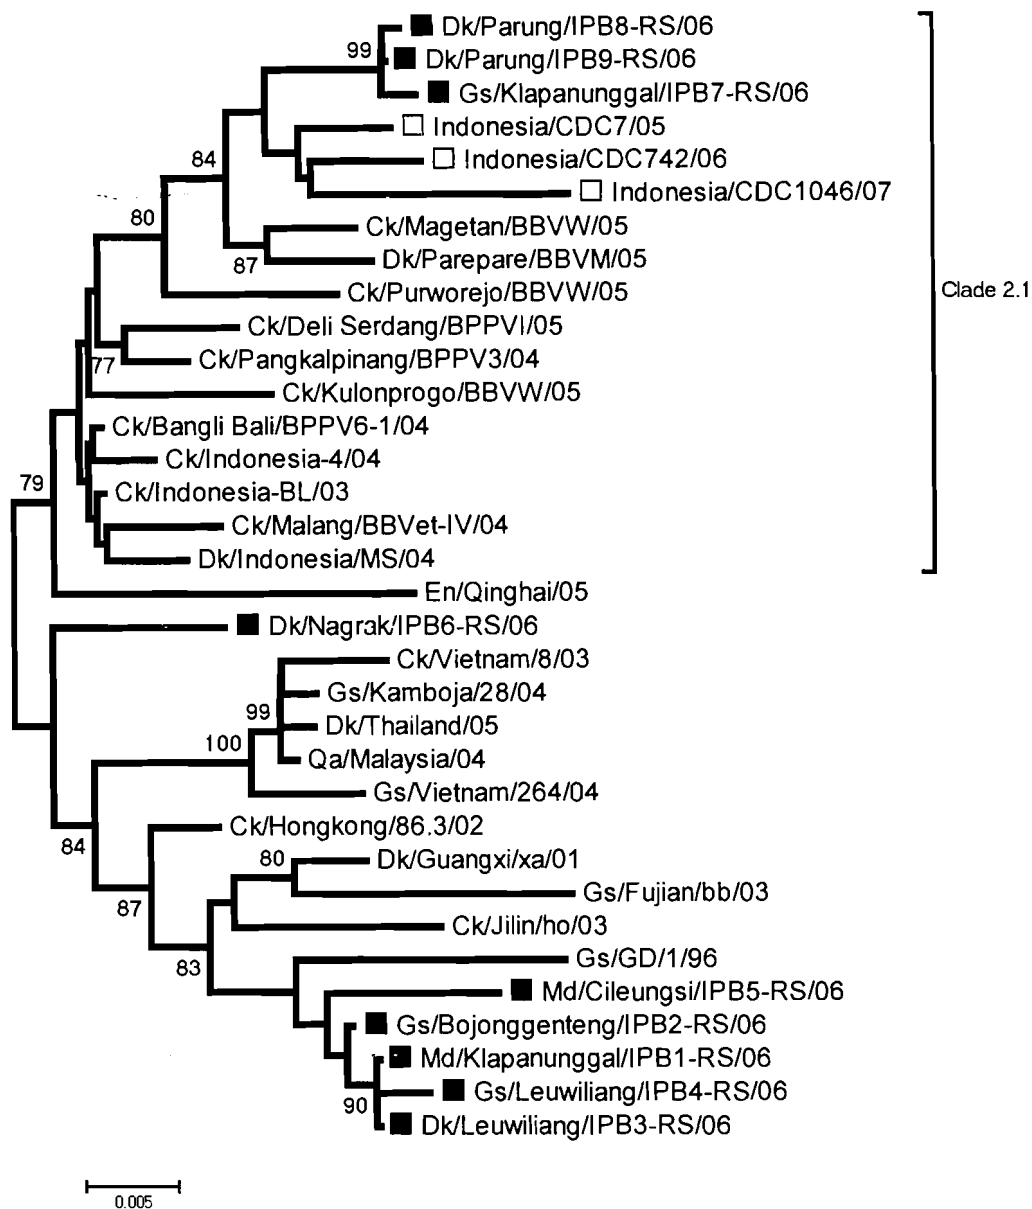 Dk/Parung/IPB8-RS/06
99
Dk/Parung/IPB9-RS/06
Gs/Klapanunggal/IPB7-RS/06
Indonesia/CDC7/05
84
Indonesia/CDC742/06
Indonesia/CDC1046/07
80
Ck/Magetan/BBVW/05
87
Dk/Parepare/BBVM/05
Ck/Purworejo/BBVW/05
Clade 2.1
Ck/Deli Serdang/BPPVI/05
77
Ck/Pangkalpinang/BPPV3/04
Ck/Kulonprogo/BBVW/05
Ck/Bangli Bali/BPPV6-1/04
Ck/Indonesia-4/04
79
Ck/Indonesia-BL/03
Ck/Malang/BBVet-IV/04
Dk/Indonesia/MS/04
En/Qinghai/05
Dk/Nagrak/IPB6-RS/06
Ck/Vietnam/8/03
Gs/Kamboja/28/04
99
Dk/Thailand/05
100
Qa/Malaysia/04
Gs/Vietnam/264/04
Ck/Hongkong/86.3/02
84
80
Dk/Guangxi/xa/01
Gs/Fujian/bb/03
87
Ck/Jilin/ho/03
83
Gs/GD/1/96
Md/Cileungsi/IPB5-RS/06
Gs/Bojonggenteng/IPB2-RS/06
Md/Klapanunggal/IPB1-RS/06
Gs/Leuwiliang/IPB4-RS/06
90
Dk/Leuwiliang/IPB3-RS/06
0.005